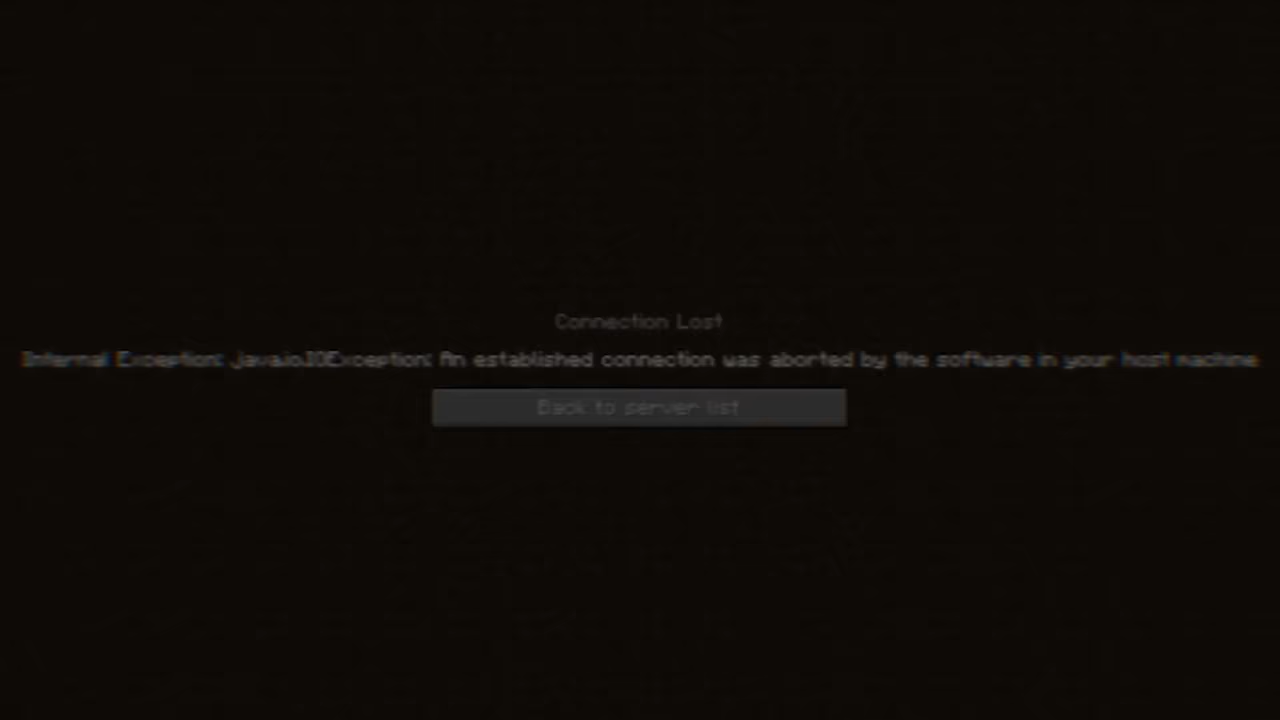 Connection Lost
Internal Exception: java.io.IOException: An established connection was aborted by the software in your host machine
Back to server list